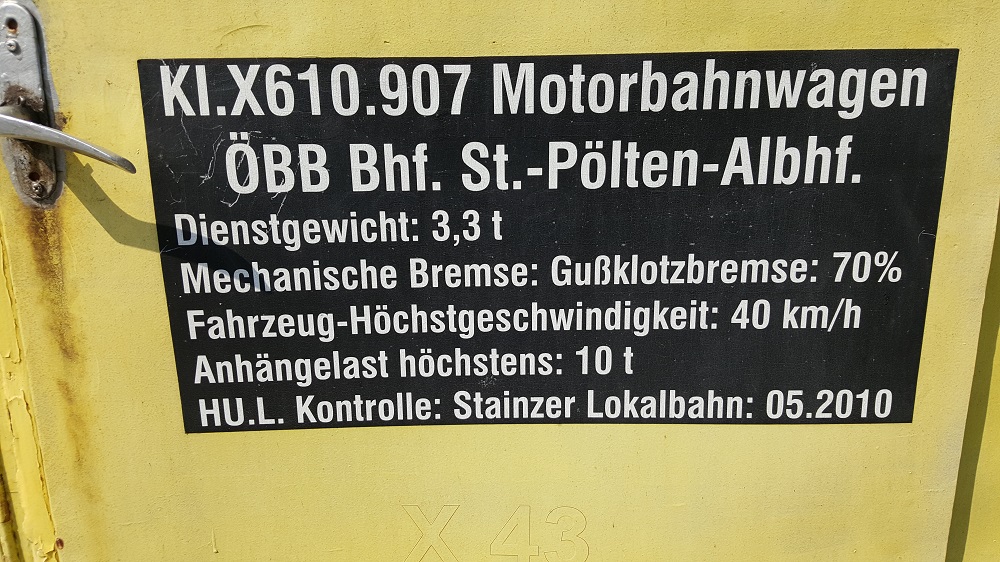 Kl.X610.907 Motorbahnwagen
ÖBB Bhf. St.-Pölten-Albhf.
Dienstgewicht: 3,3 t
Mechanische Bremse: Gußklotzbremse: 70%
Fahrzeug-Höchstgeschwindigkeit: 40 km/h
Anhängelast höchstens: 10 t
HU.L. Kontrolle: Stainzer Lokalbahn: 05.2010
X 43